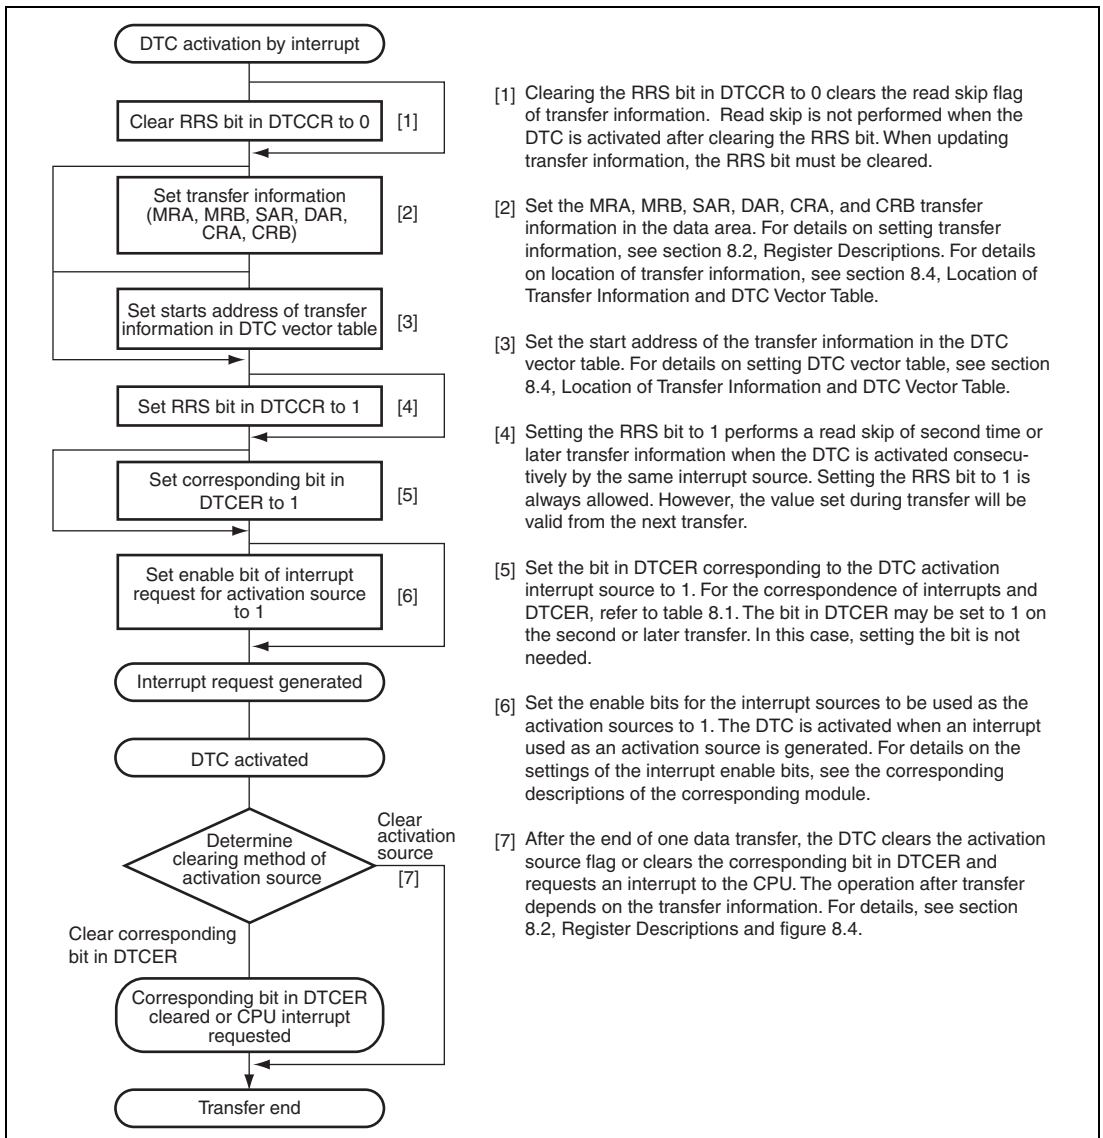 DTC activation by interrupt
Clear RRS bit in DTCCR to 0
[1]
Set transfer information
(MRA, MRB, SAR, DAR,
CRA, CRB)
[2]
Set starts address of transfer
information in DTC vector table
[3]
Set RRS bit in DTCCR to 1
[4]
Set corresponding bit in
DTCER to 1
[5]
Set enable bit of interrupt
request for activation source
to 1
[6]
Interrupt request generated
DTC activated
Determine
clearing method of
activation source
Clear
activation
source
[7]
Clear corresponding
bit in DTCER
Corresponding bit in DTCER
cleared or CPU interrupt
requested
Transfer end
[1] Clearing the RRS bit in DTCCR to 0 clears the read skip flag
of transfer information. Read skip is not performed when the
DTC is activated after clearing the RRS bit. When updating
transfer information, the RRS bit must be cleared.
[2] Set the MRA, MRB, SAR, DAR, CRA, and CRB transfer
information in the data area. For details on setting transfer
information, see section 8.2, Register Descriptions. For details
on location of transfer information, see section 8.4, Location of
Transfer Information and DTC Vector Table.
[3] Set the start address of the transfer information in the DTC
vector table. For details on setting DTC vector table, see section
8.4, Location of Transfer Information and DTC Vector Table.
[4] Setting the RRS bit to 1 performs a read skip of second time or
later transfer information when the DTC is activated consecu-
tively by the same interrupt source. Setting the RRS bit to 1 is
always allowed. However, the value set during transfer will be
valid from the next transfer.
[5] Set the bit in DTCER corresponding to the DTC activation
interrupt source to 1. For the correspondence of interrupts and
DTCER, refer to table 8.1. The bit in DTCER may be set to 1 on
the second or later transfer. In this case, setting the bit is not
needed.
[6] Set the enable bits for the interrupt sources to be used as the
activation sources to 1. The DTC is activated when an interrupt
used as an activation source is generated. For details on the
settings of the interrupt enable bits, see the corresponding
descriptions of the corresponding module.
[7] After the end of one data transfer, the DTC clears the activation
source flag or clears the corresponding bit in DTCER and
requests an interrupt to the CPU. The operation after transfer
depends on the transfer information. For details, see section
8.2, Register Descriptions and figure 8.4.